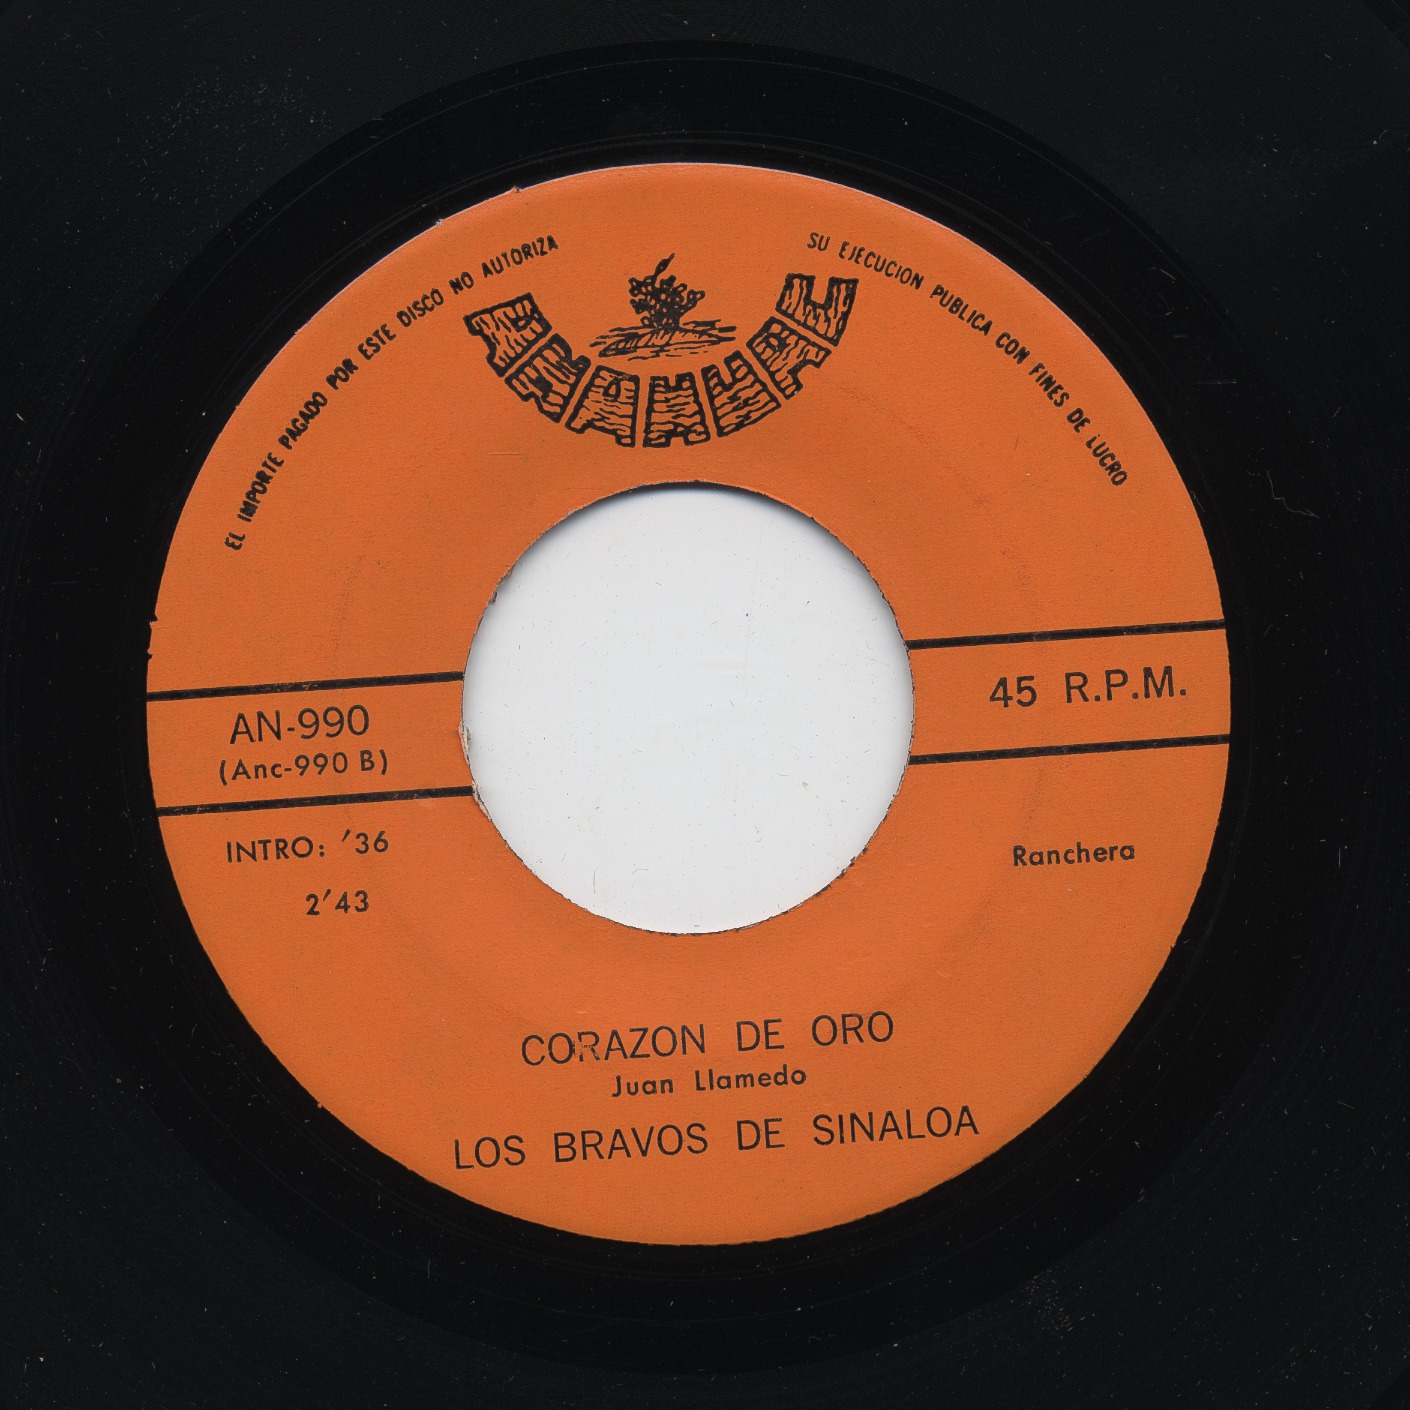 EL IMPORTE PAGADO POR ESTE DISCO NO AUTORIZA
SU EJECUCION PUBLICA CON FINES DE LUCRO
ANAHUAC
AN-990
(Anc-990 B)
45 R.P.M.
INTRO: '36
2'43
Ranchera
CORAZON DE ORO
Juan Llamedo
LOS BRAVOS DE SINALOA